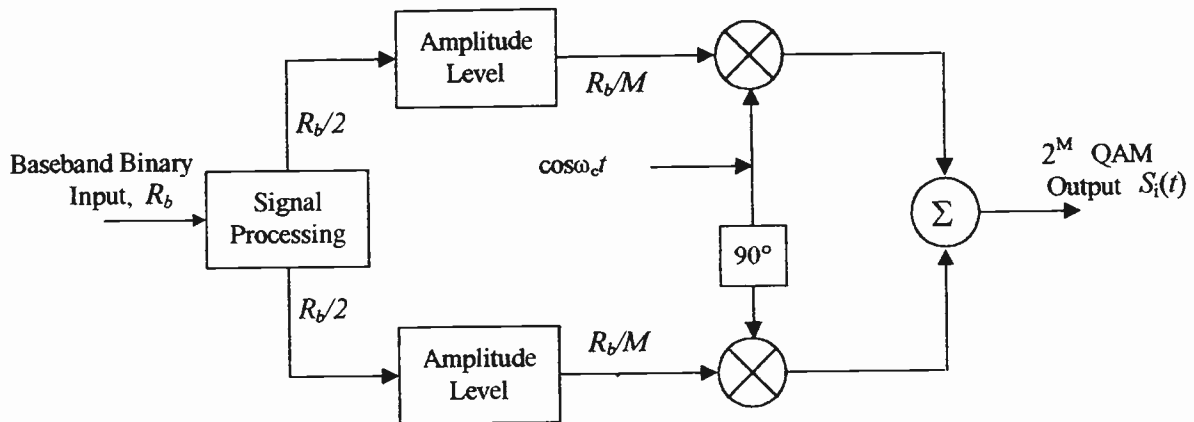 Amplitude
Level
R_b/M
R_b/2
Baseband Binary
Input, R_b
Signal
Processing
cosω_ct
2^M QAM
Output S_i(t)
Σ
90°
R_b/2
R_b/M
Amplitude
Level